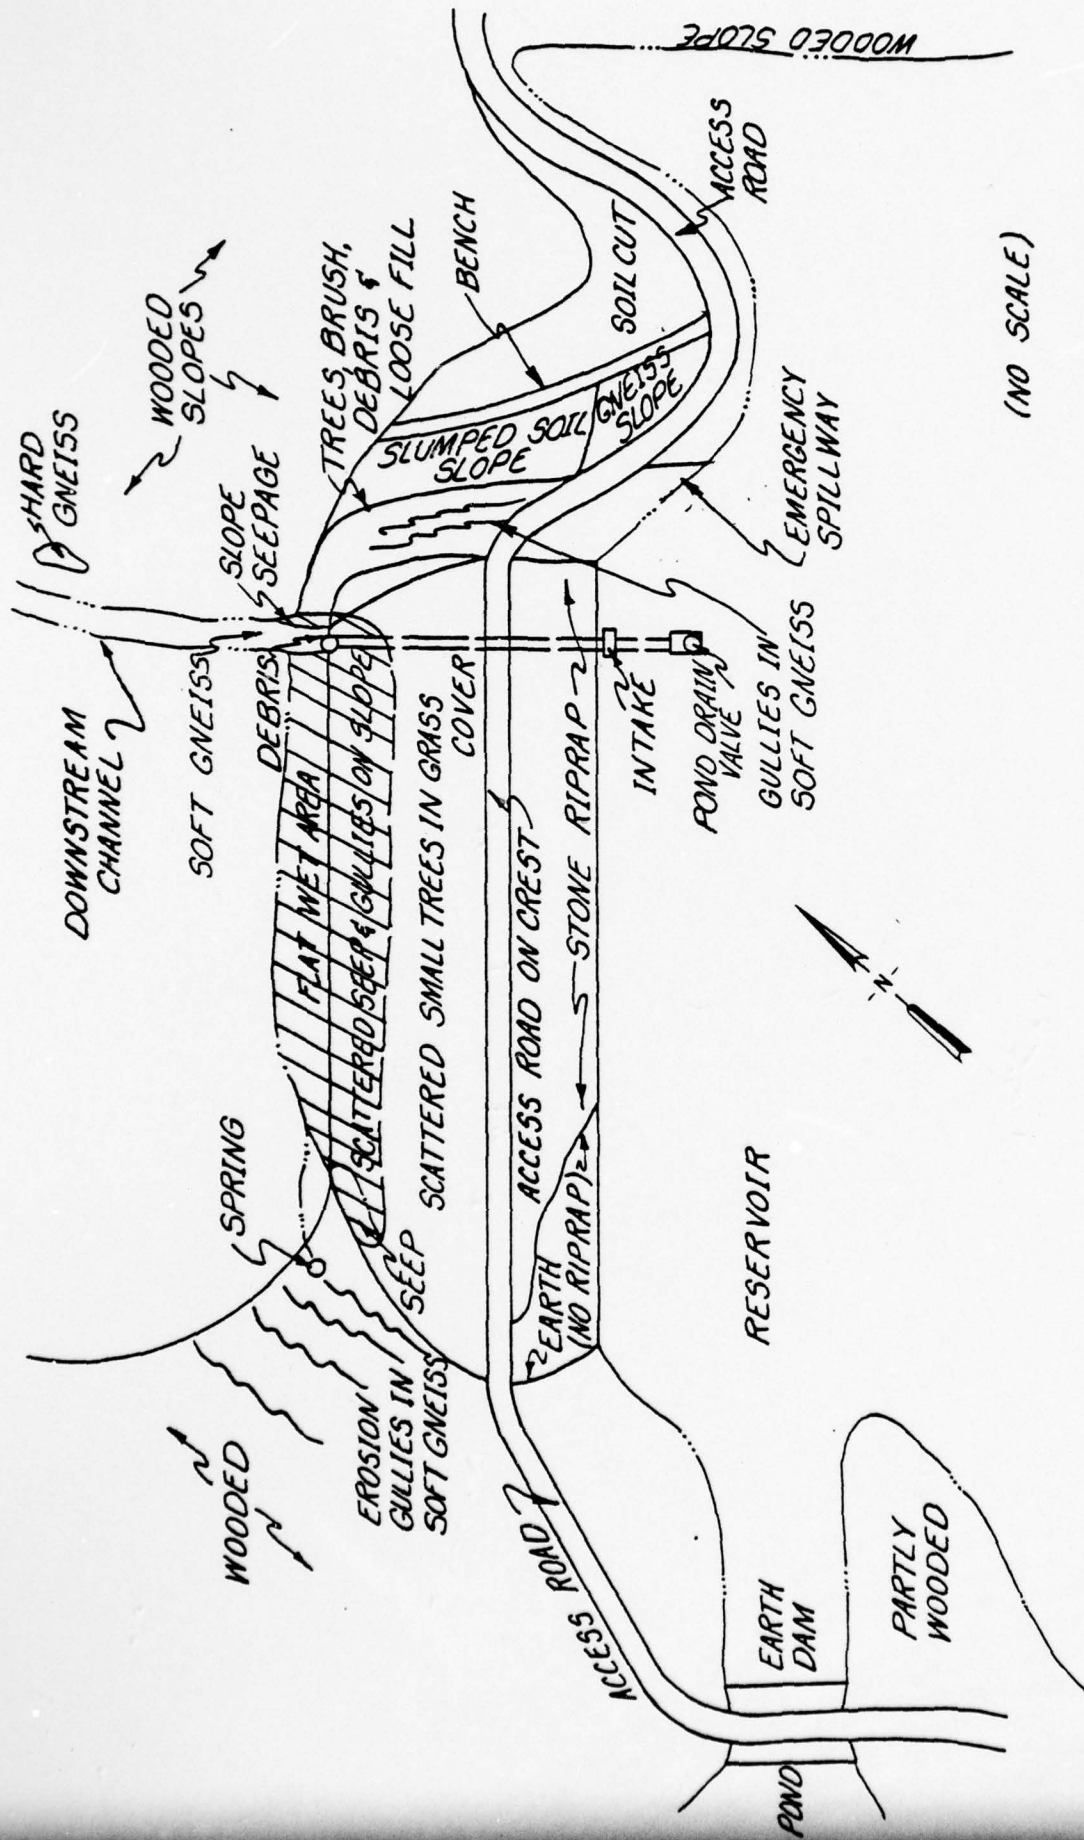 WOODED SLOPE
HARD
GNEISS
WOODED
SLOPES
DOWNSTREAM
CHANNEL
SLOPE
SEEPAGE
SOFT GNEISS
DEBRIS
TREES, BRUSH,
DEBRIS &
LOOSE FILL
BENCH
SLUMPED SOIL
SLOPE
GNEISS
SLOPE
SOIL CUT
ACCESS
ROAD
SPRING
FLAT WET AREA
SCATTERED SEEP & GULLIES ON SLOPE
SEEP
SCATTERED SMALL TREES IN GRASS
COVER
WOODED
EROSION
GULLIES IN
SOFT GNEISS
ACCESS ROAD ON CREST
STONE RIPRAP
EARTH
(NO RIPRAP)
INTAKE
POND DRAIN
VALVE
GULLIES IN
SOFT GNEISS
EMERGENCY
SPILLWAY
ACCESS ROAD
RESERVOIR
N
(NO SCALE)
EARTH
DAM
PARTLY
WOODED
POND